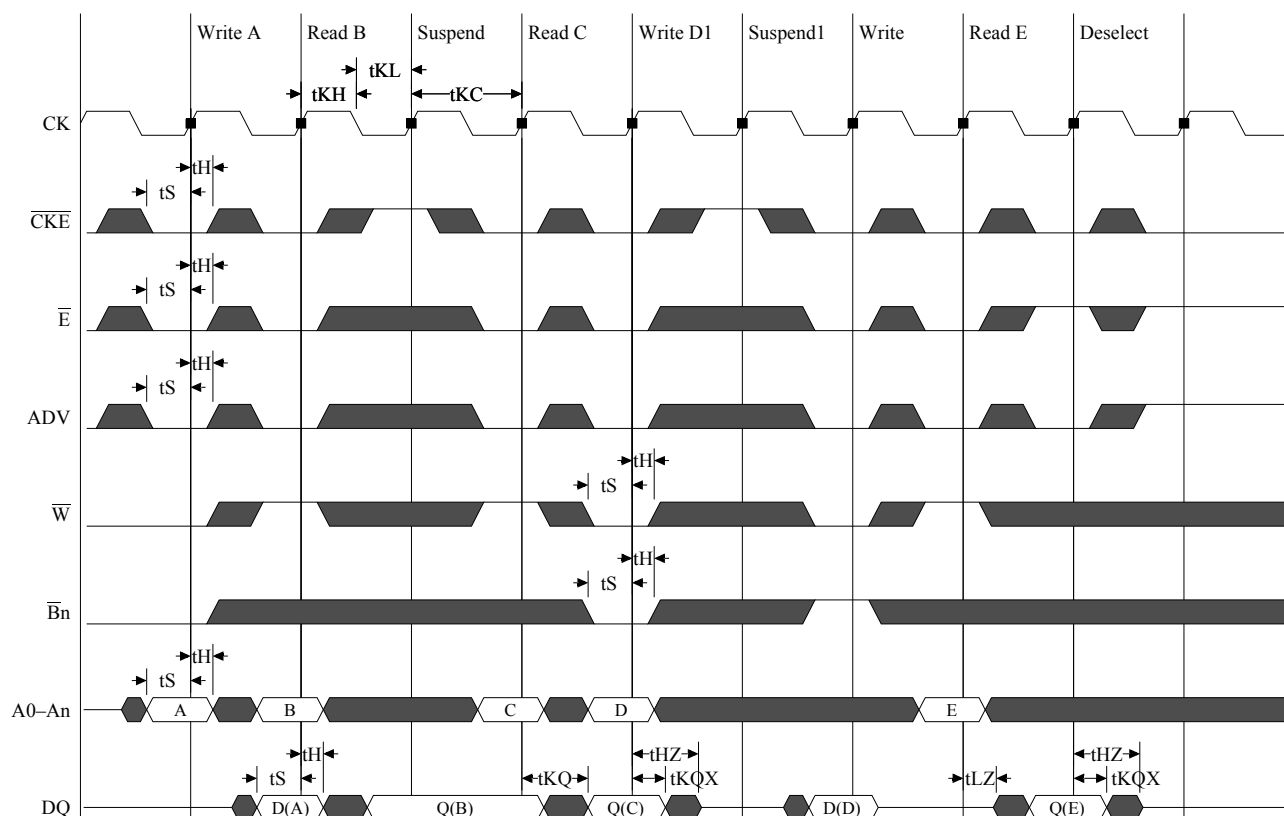 Write A Read B Suspend Read C Write D1 Suspend1 Write Read E Deselect
tKL
tKH tKC
CK
tH
tS
CKE
tH
tS
E
tH
tS
ADV
tH
tS
W
tH
tS
Bn
tH
tS
A0–An A B C D E
tH tHZ tHZ
tS tKQ tKQX tLZ tKQX
DQ D(A) Q(B) Q(C) D(D) Q(E)